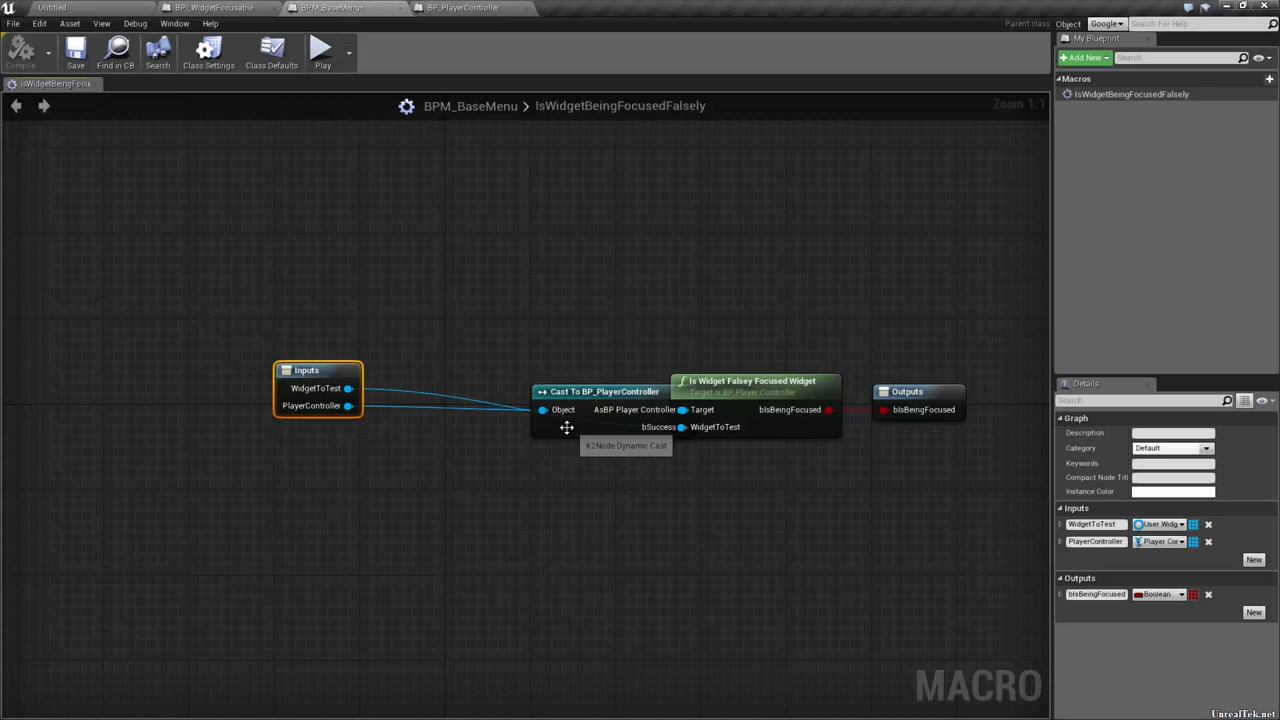 Untitled
BPI_WidgetFocusable
BPM_BaseMenu*
BP_PlayerController
File Edit Asset View Debug Window Help
Parent class: Object
Google
Search For Help
Compile
Save
Find in CB
Search
Class Settings
Class Defaults
Play
My Blueprint
+ Add New
Search
Macros
IsWidgetBeingFocusedFalsely
IsWidgetBeingFocu
BPM_BaseMenu > IsWidgetBeingFocusedFalsely
Zoom 1:1
Inputs
WidgetToTest
PlayerController
Cast To BP_PlayerController
Object
AsBP Player Controller
bSuccess
K2Node Dynamic Cast
Is Widget Falsey Focused Widget
Target is BP Player Controller
Target
bIsBeingFocused
WidgetToTest
Outputs
bIsBeingFocused
Details
Search
Graph
Description
Category
Default
Keywords
Compact Node Titl
Instance Color
Inputs
WidgetToTest
User Widg
PlayerController
Player Cor
New
Outputs
bIsBeingFocused
Boolean
New
MACRO
UnrealTek.net